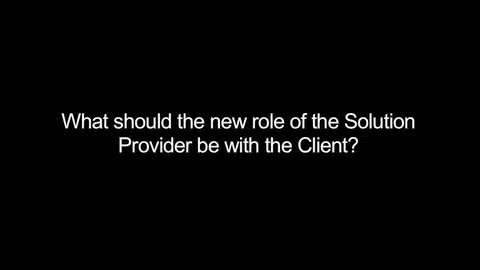 What should the new role of the Solution
Provider be with the Client?